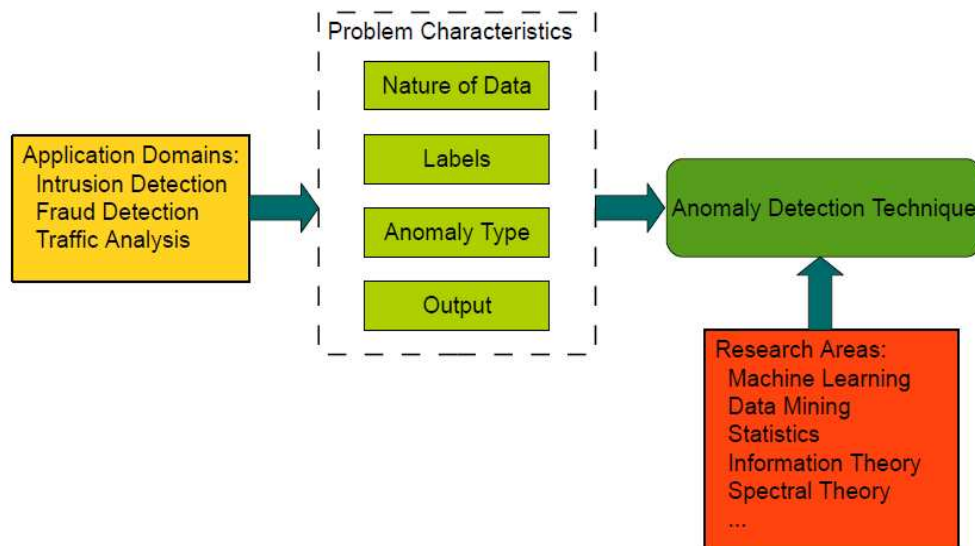 Problem Characteristics
Nature of Data
Labels
Anomaly Type
Output
Application Domains:
Intrusion Detection
Fraud Detection
Traffic Analysis
Anomaly Detection Technique
Research Areas:
Machine Learning
Data Mining
Statistics
Information Theory
Spectral Theory
...